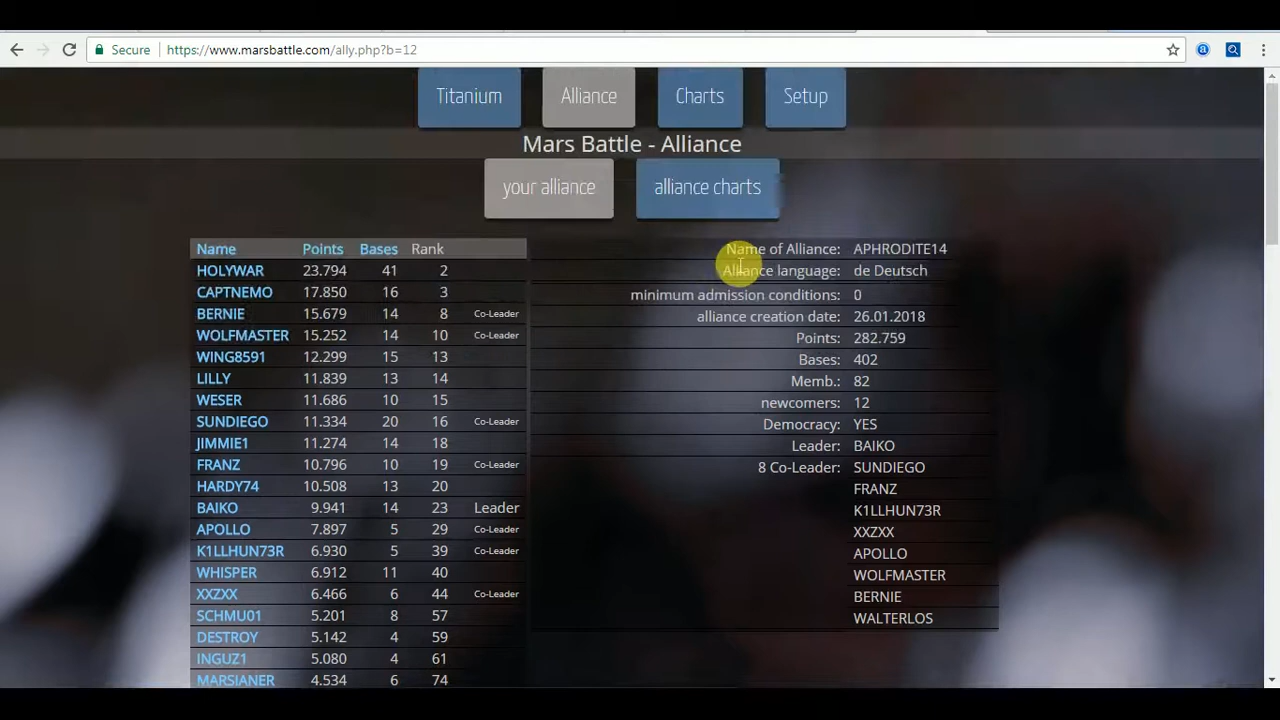 Secure https://www.marsbattle.com/ally.php?b=12
Titanium Alliance Charts Setup
Mars Battle - Alliance
your alliance alliance charts
Name Points Bases Rank
HOLYWAR 23.794 41 2
CAPTNEMO 17.850 16 3
BERNIE 15.679 14 8 Co-Leader
WOLFMASTER 15.252 14 10 Co-Leader
WING8591 12.299 15 13
LILLY 11.839 13 14
WESER 11.686 10 15
SUNDIEGO 11.334 20 16 Co-Leader
JIMMIE1 11.274 14 18
FRANZ 10.796 10 19 Co-Leader
HARDY74 10.508 13 20
BAIKO 9.941 14 23 Leader
APOLLO 7.897 5 29 Co-Leader
K1LLHUN73R 6.930 5 39 Co-Leader
WHISPER 6.912 11 40
XXZXX 6.466 6 44 Co-Leader
SCHMU01 5.201 8 57
DESTROY 5.142 4 59
INGUZ1 5.080 4 61
MARSIANER 4.534 6 74
Name of Alliance: APHRODITE14
Alliance language: de Deutsch
minimum admission conditions: 0
alliance creation date: 26.01.2018
Points: 282.759
Bases: 402
Memb.: 82
newcomers: 12
Democracy: YES
Leader: BAIKO
8 Co-Leader: SUNDIEGO
FRANZ
K1LLHUN73R
XXZXX
APOLLO
WOLFMASTER
BERNIE
WALTERLOS